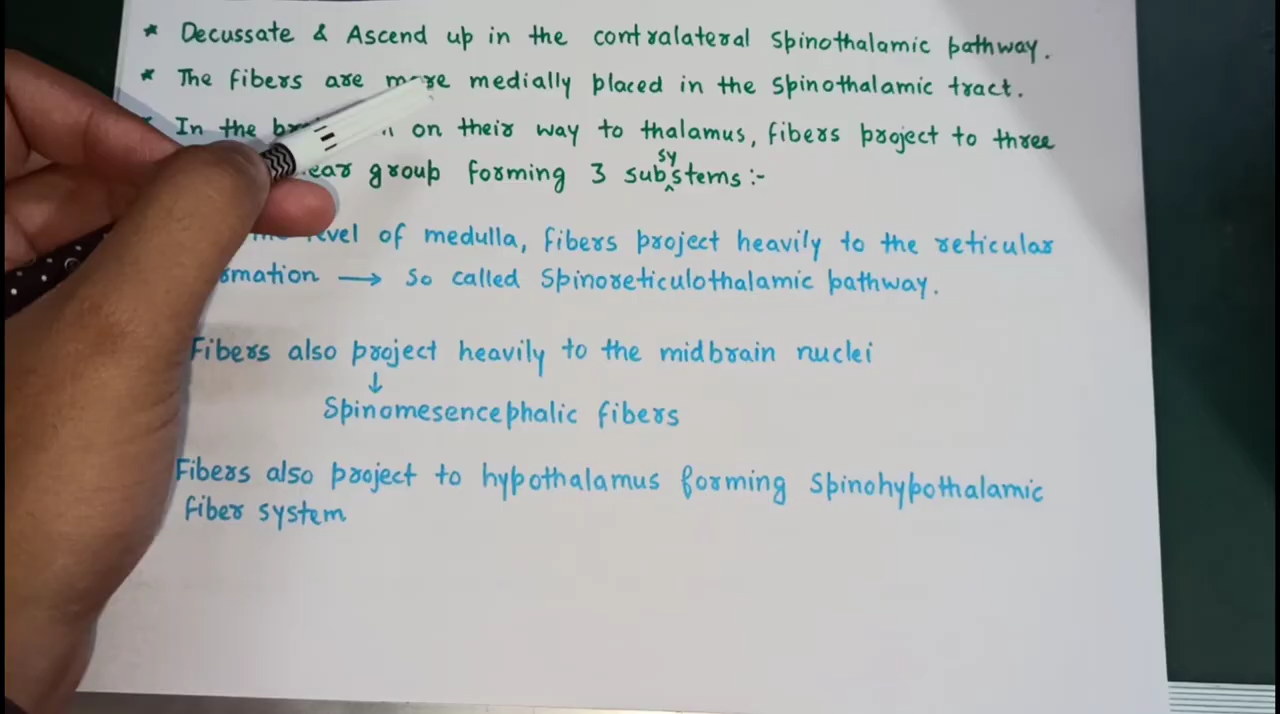 * Decussate & Ascend up in the contralateral spinothalamic pathway.
* The fibers are more medially placed in the spinothalamic tract.
In the on their way to thalamus, fibers project to three
group forming 3 subsystems :-
level of medulla, fibers project heavily to the reticular
→ so called spinoreticulothalamic pathway.
Fibers also project heavily to the midbrain nuclei
↓
Spinomesencephalic fibers
Fibers also project to hypothalamus forming spinohypothalamic
fiber system